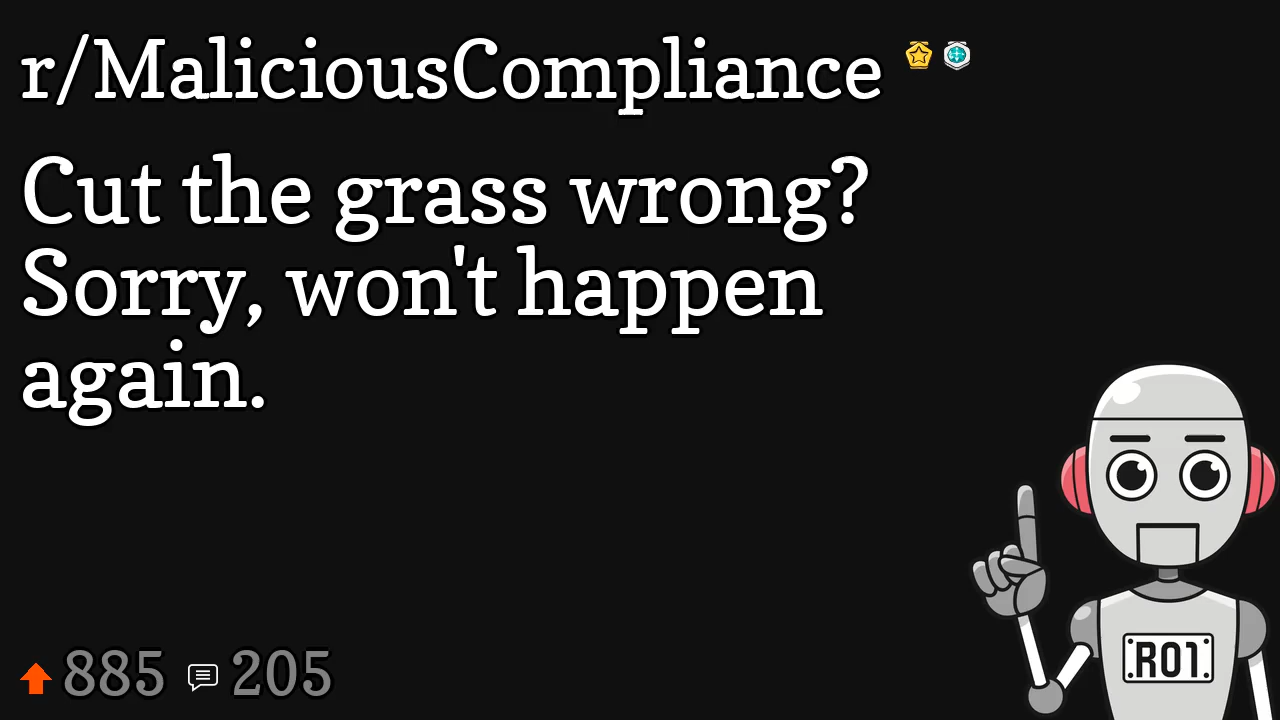 r/MaliciousCompliance
Cut the grass wrong?
Sorry, won't happen
again.
885 205
R01